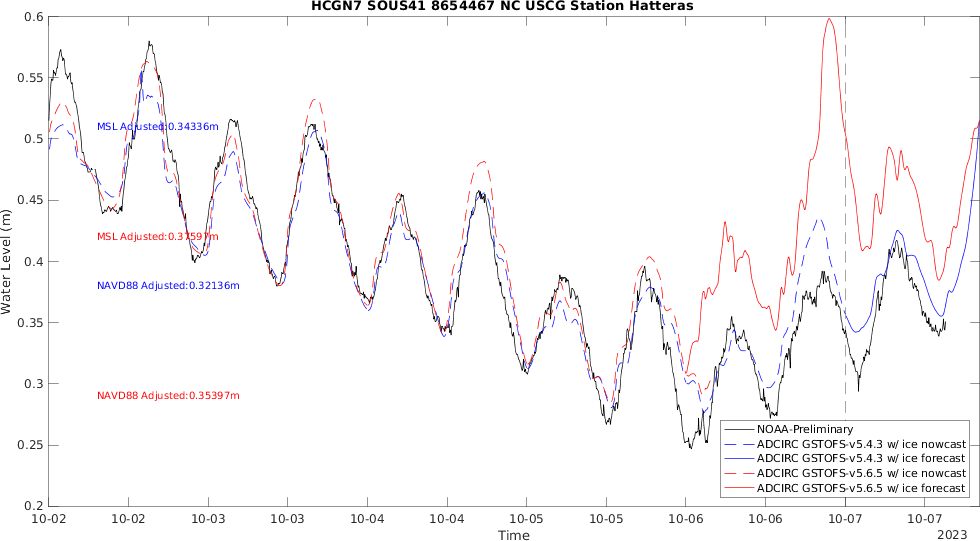 HCGN7 SOUS41 8654467 NC USCG Station Hatteras
0.6
0.55
0.5
0.45
0.4
0.35
0.3
0.25
0.2
Water Level (m)
MSL Adjusted:0.34336m
MSL Adjusted:0.37597m
NAVD88 Adjusted:0.32136m
NAVD88 Adjusted:0.35397m
NOAA-Preliminary
ADCIRC GSTOFS-v5.4.3 w/ ice nowcast
ADCIRC GSTOFS-v5.4.3 w/ ice forecast
ADCIRC GSTOFS-v5.6.5 w/ ice nowcast
ADCIRC GSTOFS-v5.6.5 w/ ice forecast
10-02 10-02 10-03 10-03 10-04 10-04 10-05 10-05 10-06 10-06 10-07 10-07
Time
2023